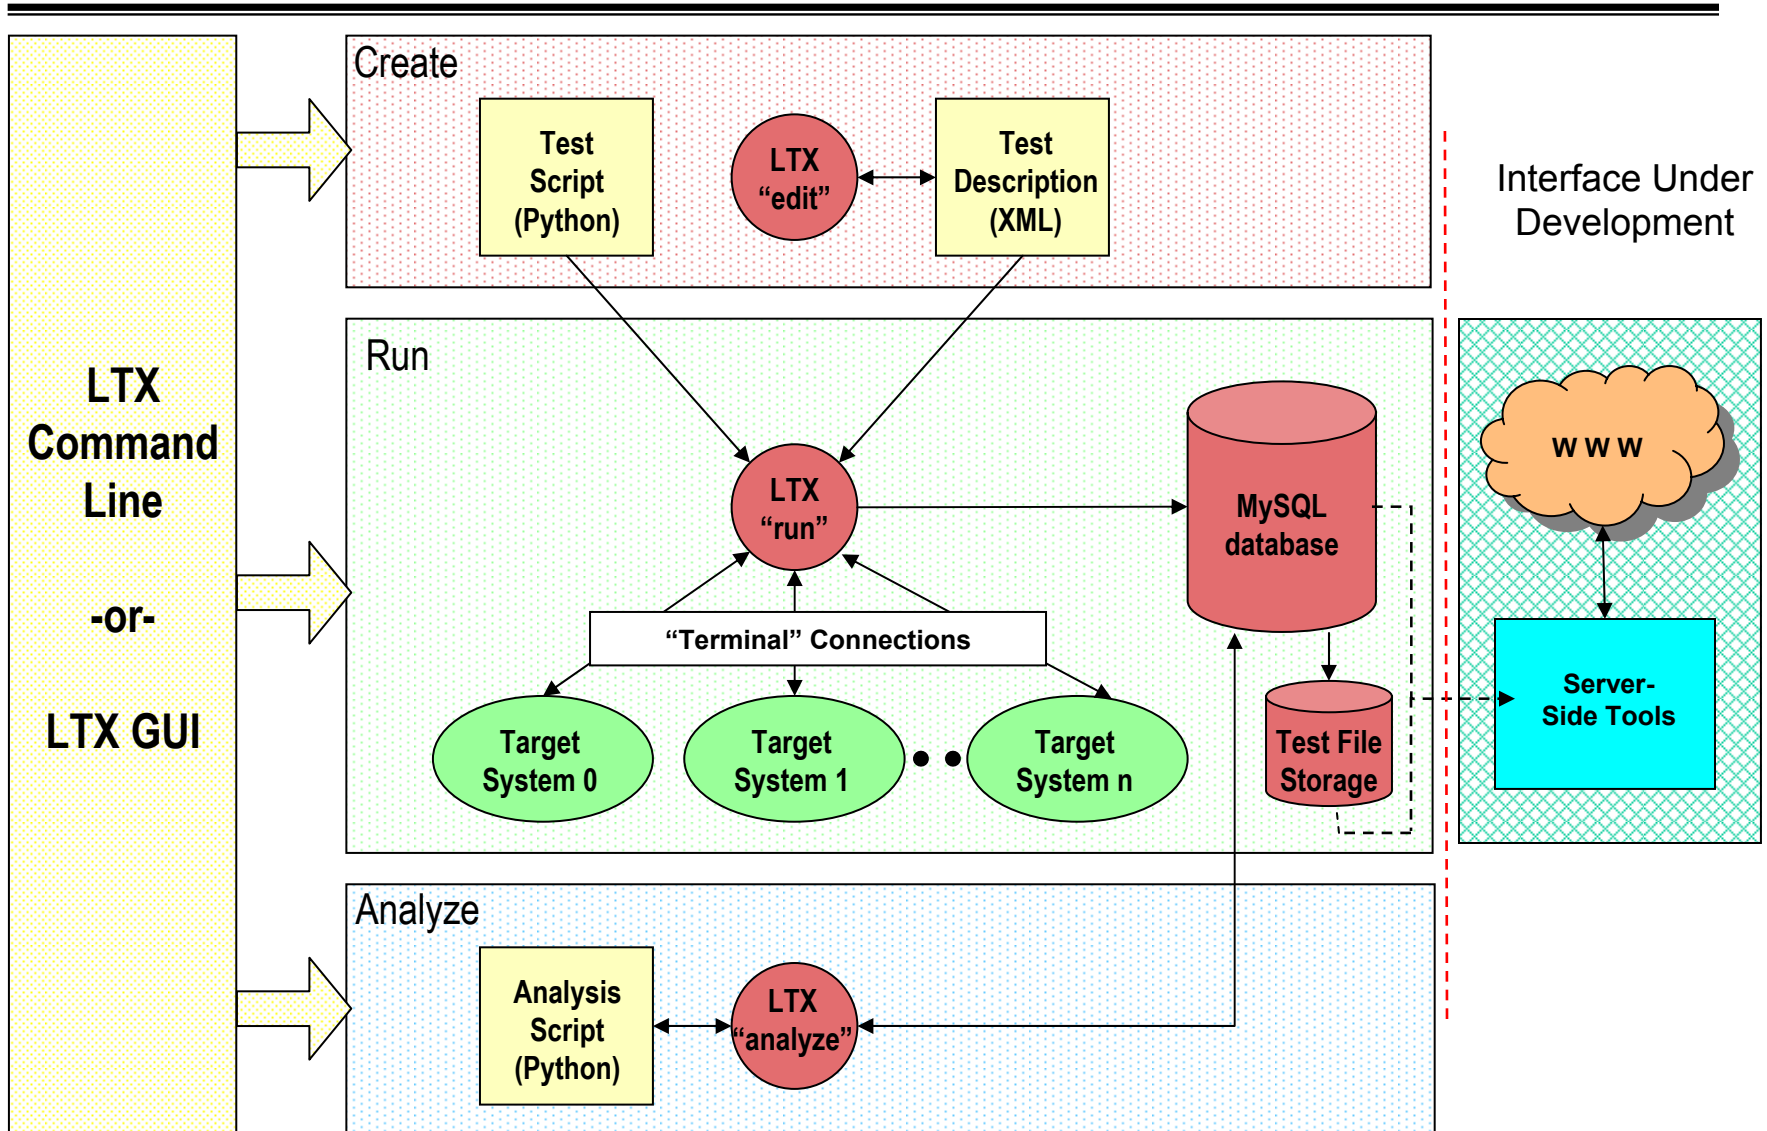 LTX
Command
Line
-or-
LTX GUI
Create
Test
Script
(Python)
LTX
“edit”
Test
Description
(XML)
Interface Under
Development
Run
LTX
“run”
MySQL
database
“Terminal” Connections
Target
System 0
Target
System 1
Target
System n
Test File
Storage
W W W
Server-
Side Tools
Analyze
Analysis
Script
(Python)
LTX
“analyze”